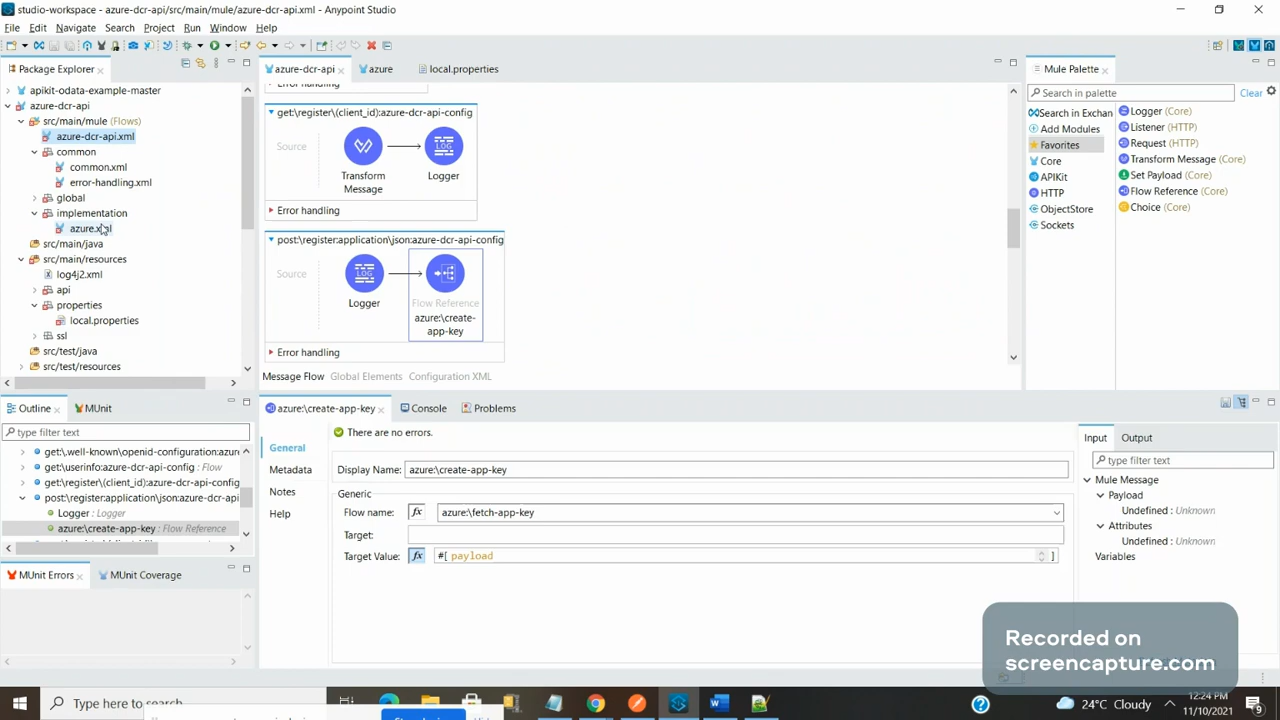 studio-workspace - azure-dcr-api/src/main/mule/azure-dcr-api.xml - Anypoint Studio
File Edit Navigate Search Project Run Window Help
Package Explorer
apikit-odata-example-master
azure-dcr-api
src/main/mule (Flows)
azure-dcr-api.xml
common
common.xml
error-handling.xml
global
implementation
azure.xml
src/main/java
src/main/resources
log4j2.xml
api
properties
local.properties
ssl
src/test/java
src/test/resources
azure-dcr-api
azure
local.properties
Error handling
get:\register\(client_id):azure-dcr-api-config
Source
Transform Message
LOG
Logger
Error handling
post:\register:application\json:azure-dcr-api-config
Source
LOG
Logger
Flow Reference
azure:\create-app-key
Error handling
Message Flow Global Elements Configuration XML
Mule Palette
Search in palette
Clear
Search in Exchan
Add Modules
Favorites
Core
APIKit
HTTP
ObjectStore
Sockets
Logger (Core)
Listener (HTTP)
Request (HTTP)
Transform Message (Core)
Set Payload (Core)
Flow Reference (Core)
Choice (Core)
Outline
MUnit
type filter text
get:\.well-known\openid-configuration:azure
get:\userinfo:azure-dcr-api-config : Flow
get:\register\(client_id):azure-dcr-api-config
post:\register:application\json:azure-dcr-api
Logger : Logger
azure:\create-app-key : Flow Reference
MUnit Errors
MUnit Coverage
azure:\create-app-key
Console
Problems
There are no errors.
General
Metadata
Notes
Help
Display Name: azure:\create-app-key
Generic
Flow name: fx azure:\fetch-app-key
Target:
Target Value: fx #[ payload ]
Input
Output
type filter text
Mule Message
Payload
Undefined : Unknown
Attributes
Undefined : Unknown
Variables
Recorded on
screencapture.com
Type here to search
24°C Cloudy
12:24 PM
11/10/2021
9